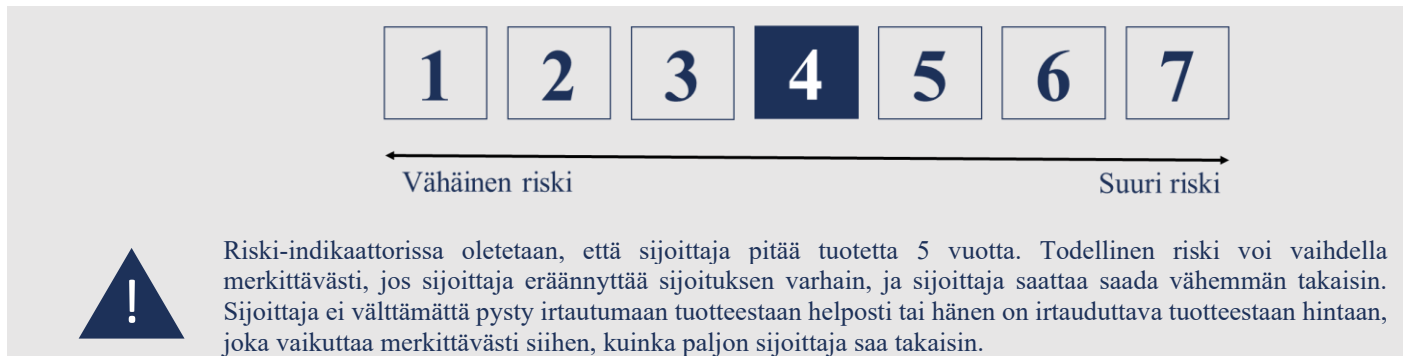 1 2 3 4 5 6 7
Vähäinen riski Suuri riski
!
Riski-indikaattorissa oletetaan, että sijoittaja pitää tuotetta 5 vuotta. Todellinen riski voi vaihdella
merkittävästi, jos sijoittaja eräännyttää sijoituksen varhain, ja sijoittaja saattaa saada vähemmän takaisin.
Sijoittaja ei välttämättä pysty irtautumaan tuotteestaan helposti tai hänen on irtauduttava tuotteestaan hintaan,
joka vaikuttaa merkittävästi siihen, kuinka paljon sijoittaja saa takaisin.